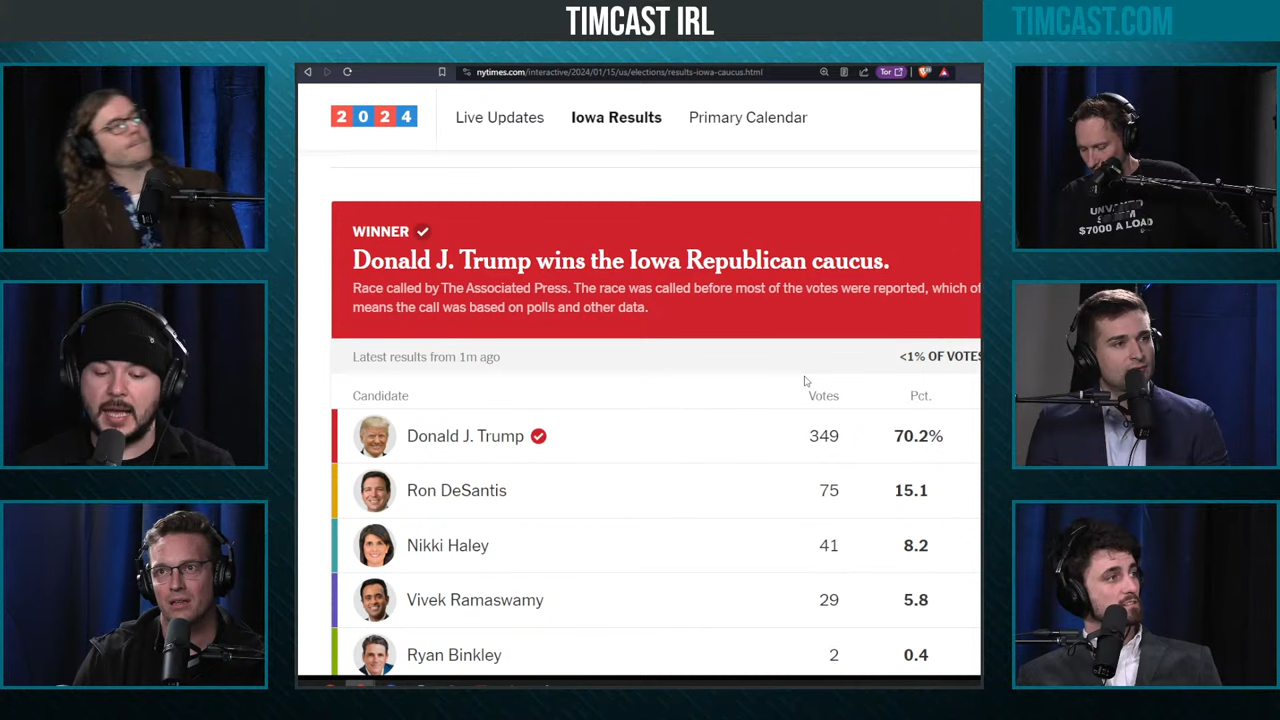 TIMCAST IRL
TIMCAST.COM
nytimes.com/interactive/2024/01/15/us/elections/results-iowa-caucus.html
Tor
2024
Live Updates
Iowa Results
Primary Calendar
WINNER
Donald J. Trump wins the Iowa Republican caucus.
Race called by The Associated Press. The race was called before most of the votes were reported, which of
means the call was based on polls and other data.
Latest results from 1m ago
<1% OF VOTES
Candidate Votes Pct.
Donald J. Trump 349 70.2%
Ron DeSantis 75 15.1
Nikki Haley 41 8.2
Vivek Ramaswamy 29 5.8
Ryan Binkley 2 0.4
$7000 A LOAD